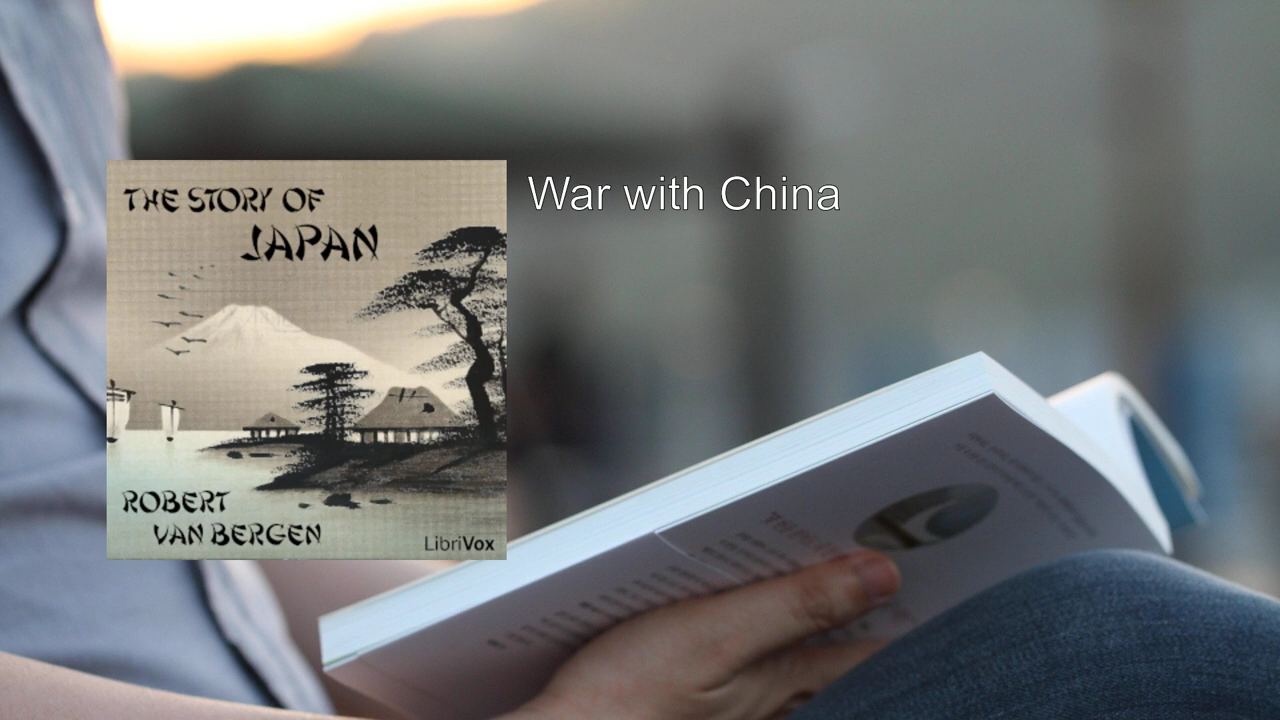 THE STORY OF
JAPAN
ROBERT
VAN BERGEN
LibriVox
War with China